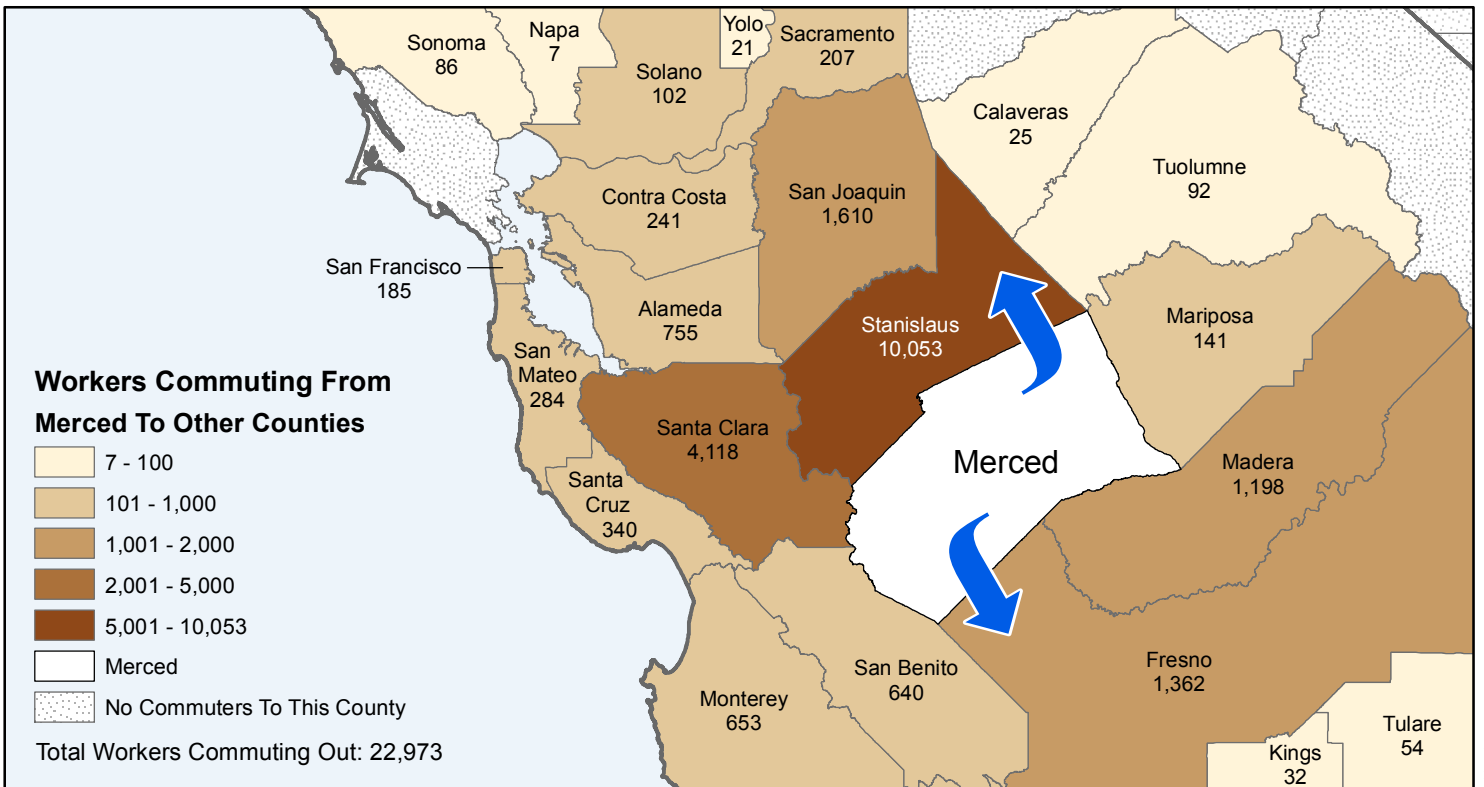 Sonoma
86
Napa
7
Yolo
21
Solano
102
Sacramento
207
Calaveras
25
Tuolumne
92
Contra Costa
241
San Joaquin
1,610
San Francisco
185
Alameda
755
Stanislaus
10,053
Mariposa
141
San
Mateo
284
Santa Clara
4,118
Merced
Madera
1,198
Santa
Cruz
340
Monterey
653
San Benito
640
Fresno
1,362
Kings
32
Tulare
54
Workers Commuting From
Merced To Other Counties
7 - 100
101 - 1,000
1,001 - 2,000
2,001 - 5,000
5,001 - 10,053
Merced
No Commuters To This County
Total Workers Commuting Out: 22,973